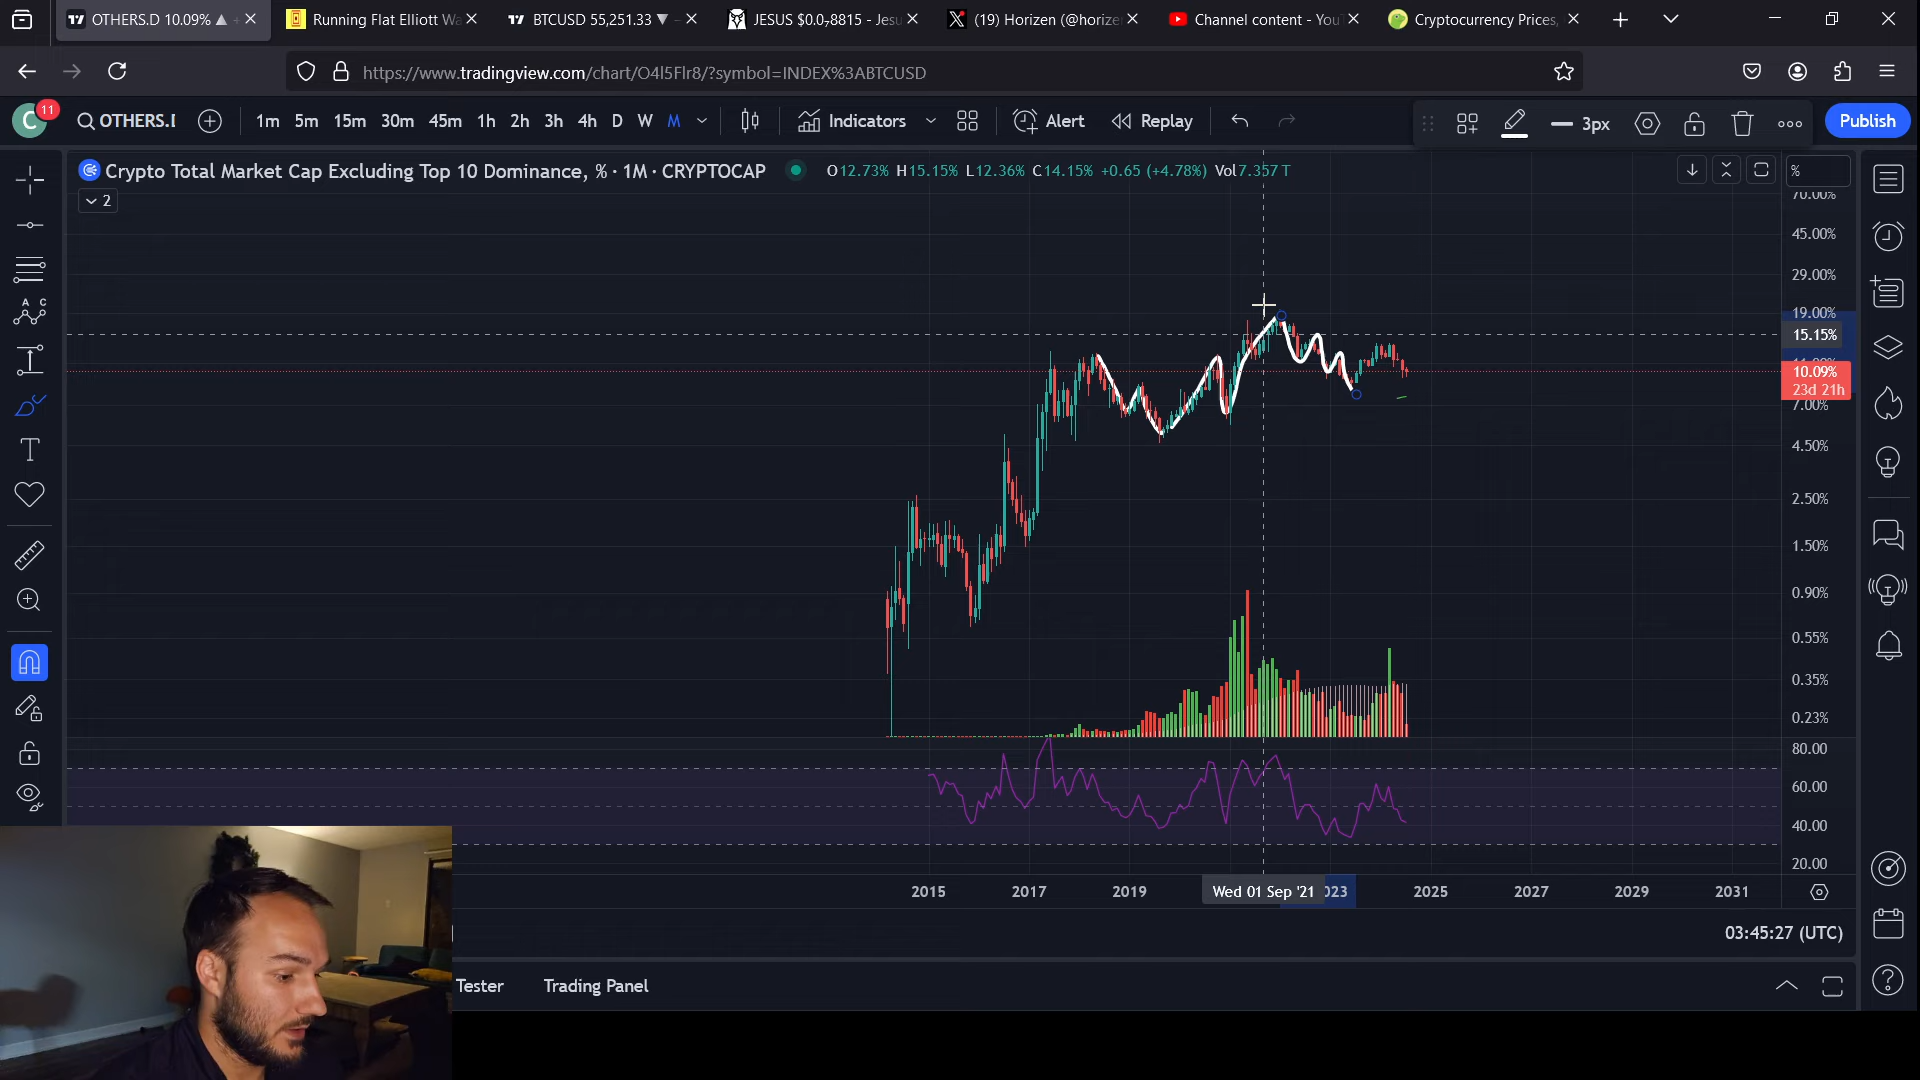 OTHERS.D 10.09% ▲
Running Flat Elliott Wa
BTCUSD 55,251.33 ▼
JESUS $0.0₇8815 - Jesu
(19) Horizen (@horize
Channel content - You
Cryptocurrency Prices,
https://www.tradingview.com/chart/O4l5Flr8/?symbol=INDEX%3ABTCUSD
C
11
OTHERS.I
1m 5m 15m 30m 45m 1h 2h 3h 4h D W M
Indicators
Alert
Replay
3px
Publish
Crypto Total Market Cap Excluding Top 10 Dominance, % · 1M · CRYPTOCAP
O12.73% H15.15% L12.36% C14.15% +0.65 (+4.78%) Vol7.357 T
%
2
70.00%
45.00%
29.00%
19.00%
15.15%
10.09%
23d 21h
7.00%
4.50%
2.50%
1.50%
0.90%
0.55%
0.35%
0.23%
80.00
60.00
40.00
20.00
2015 2017 2019 Wed 01 Sep '21 023 2025 2027 2029 2031
03:45:27 (UTC)
Tester
Trading Panel